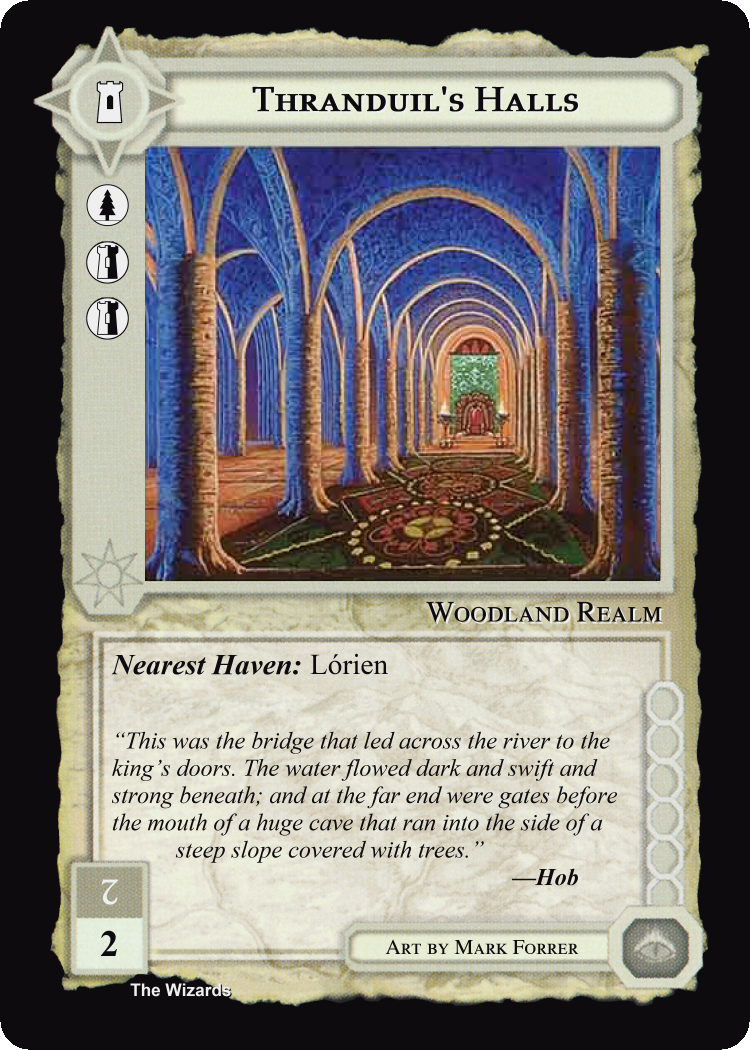 Thranduil's Halls
Woodland Realm
Nearest Haven: Lórien
“This was the bridge that led across the river to the
king’s doors. The water flowed dark and swift and
strong beneath; and at the far end were gates before
the mouth of a huge cave that ran into the side of a
steep slope covered with trees.”
—Hob
2
2
Art by Mark Forrer
The Wizards